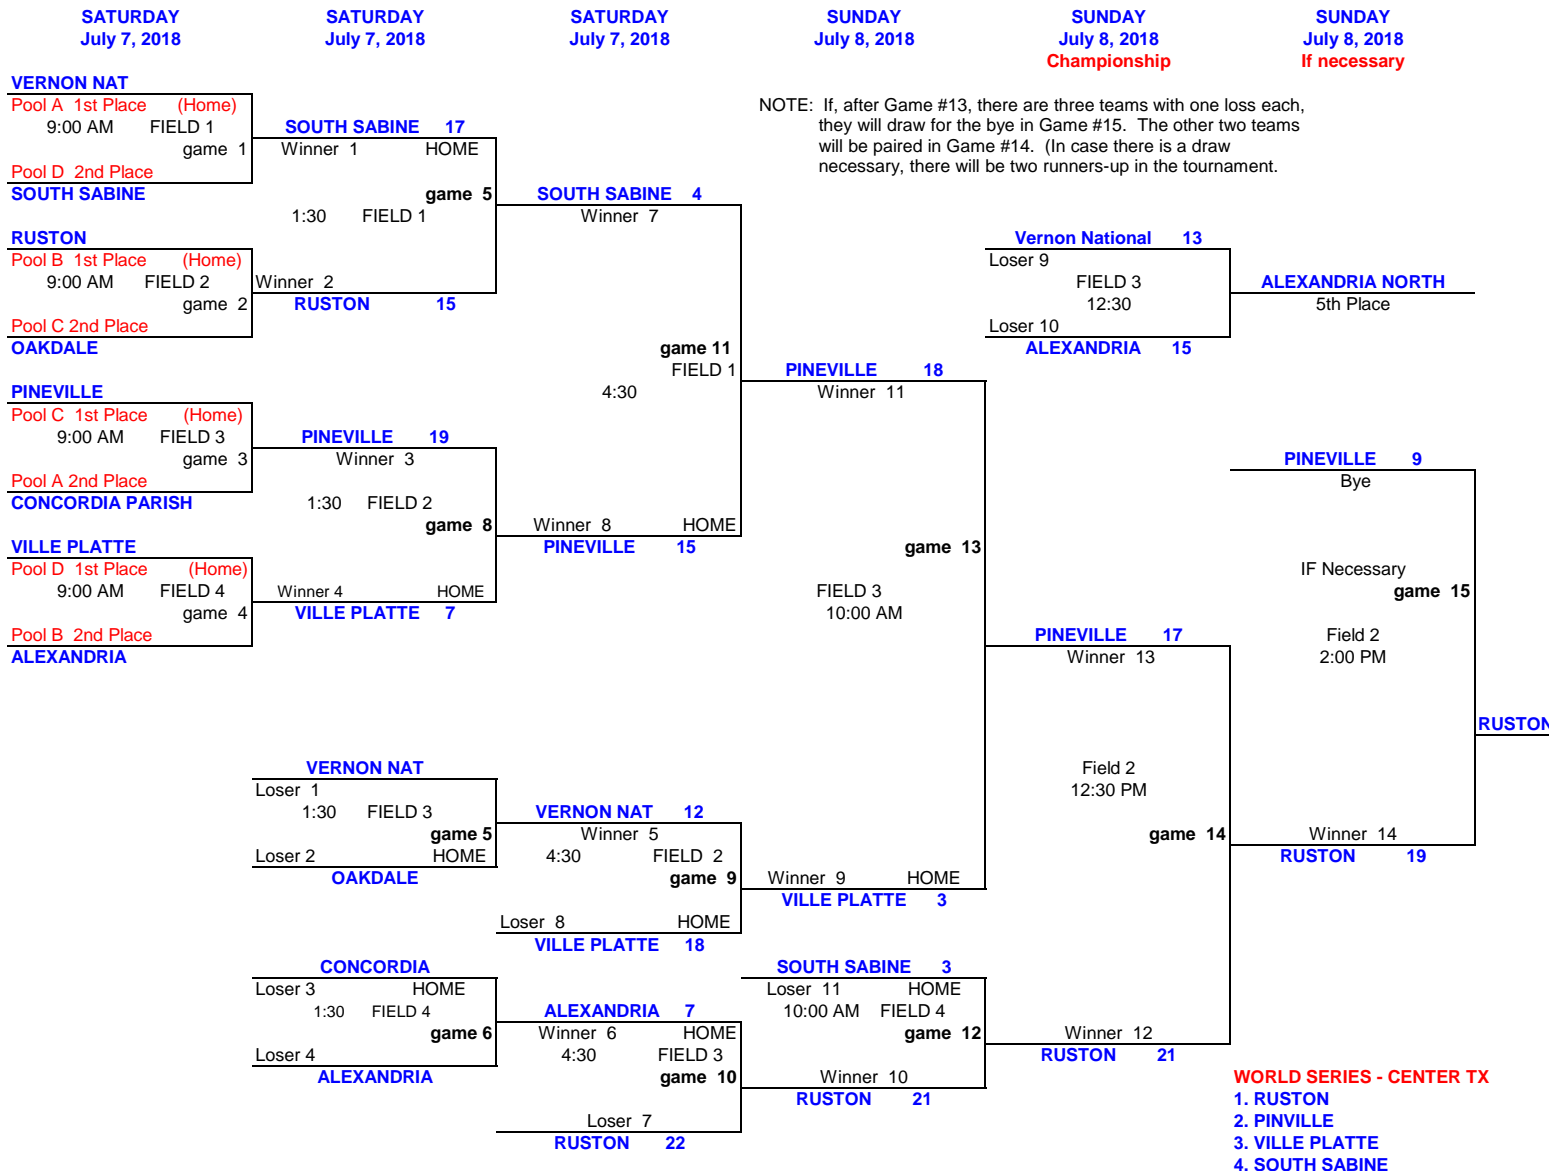 SATURDAY SATURDAY SATURDAY SUNDAY SUNDAY SUNDAY
July 7, 2018 July 7, 2018 July 7, 2018 July 8, 2018 July 8, 2018 July 8, 2018
Championship If necessary
NOTE: If, after Game #13, there are three teams with one loss each,
they will draw for the bye in Game #15. The other two teams
will be paired in Game #14. (In case there is a draw
necessary, there will be two runners-up in the tournament.
VERNON NAT
Pool A 1st Place (Home)
9:00 AM FIELD 1
game 1
Pool D 2nd Place
SOUTH SABINE
RUSTON
Pool B 1st Place (Home)
9:00 AM FIELD 2
game 2
Pool C 2nd Place
OAKDALE
PINEVILLE
Pool C 1st Place (Home)
9:00 AM FIELD 3
game 3
Pool A 2nd Place
CONCORDIA PARISH
VILLE PLATTE
Pool D 1st Place (Home)
9:00 AM FIELD 4
game 4
Pool B 2nd Place
ALEXANDRIA
SOUTH SABINE 17
Winner 1 HOME
game 5
1:30 FIELD 1
Winner 2
RUSTON 15
PINEVILLE 19
Winner 3
1:30 FIELD 2
game 8
Winner 4 HOME
VILLE PLATTE 7
VERNON NAT
Loser 1
1:30 FIELD 3
game 5
Loser 2 HOME
OAKDALE
CONCORDIA
Loser 3 HOME
1:30 FIELD 4
game 6
Loser 4
ALEXANDRIA
SOUTH SABINE 4
Winner 7
game 11
FIELD 1
4:30
Winner 8 HOME
PINEVILLE 15
VERNON NAT 12
Winner 5
4:30 FIELD 2
game 9
Loser 8 HOME
VILLE PLATTE 18
ALEXANDRIA 7
Winner 6 HOME
4:30 FIELD 3
game 10
Loser 7
RUSTON 22
PINEVILLE 18
Winner 11
game 13
FIELD 3
10:00 AM
Winner 9 HOME
VILLE PLATTE 3
SOUTH SABINE 3
Loser 11 HOME
10:00 AM FIELD 4
game 12
Winner 10
RUSTON 21
Vernon National 13
Loser 9
FIELD 3
12:30
Loser 10
ALEXANDRIA 15
PINEVILLE 17
Winner 13
Field 2
12:30 PM
game 14
Winner 12
RUSTON 21
ALEXANDRIA NORTH
5th Place
PINEVILLE 9
Bye
IF Necessary
game 15
Field 2
2:00 PM
Winner 14
RUSTON 19
RUSTON
WORLD SERIES - CENTER TX
1. RUSTON
2. PINVILLE
3. VILLE PLATTE
4. SOUTH SABINE